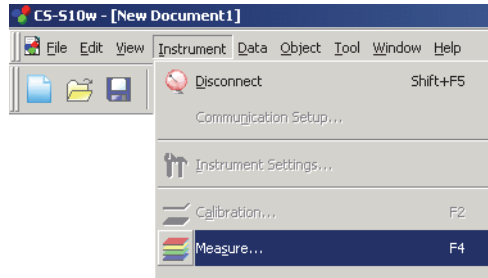 CS-S10w - [New Document1]
File Edit View Instrument Data Object Tool Window Help
Disconnect Shift+F5
Communication Setup...
Instrument Settings...
Calibration... F2
Measure... F4